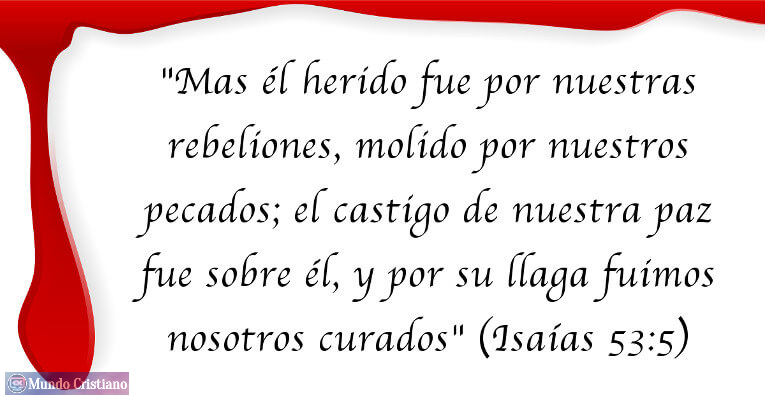 "Mas él herido fue por nuestras
rebeliones, molido por nuestros
pecados; el castigo de nuestra paz
fue sobre él, y por su llaga fuimos
nosotros curados" (Isaías 53:5)
Mundo Cristiano